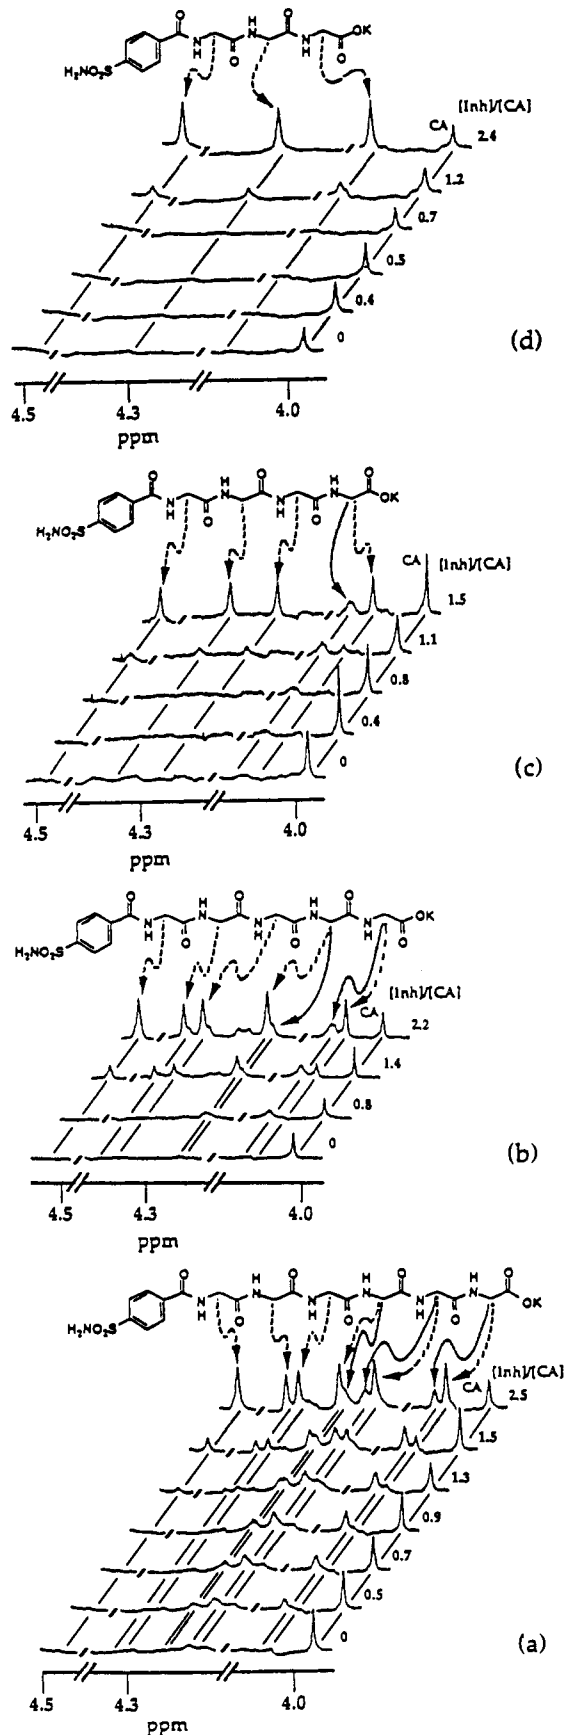 O H O H O
N N N OK
H O H O
H₂NO₂S
[Inh]/[CA]
CA
2.4
1.2
0.7
0.5
0.4
0
(d)
4.5 4.3 4.0
ppm
O H O H O
N N N N OK
H O H O
H₂NO₂S
CA [Inh]/[CA]
1.5
1.1
0.8
0.4
0
(c)
4.5 4.3 4.0
ppm
O H O H O
N N N N N OK
H O H O H O
H₂NO₂S
[Inh]/[CA]
CA
2.2
1.4
0.8
0
(b)
4.5 4.3 4.0
ppm
O H O H O H O
N N N N N N OK
H O H O H O
H₂NO₂S
[Inh]/[CA]
CA
2.5
1.5
1.3
0.9
0.7
0.5
0
(a)
4.5 4.3 4.0
ppm